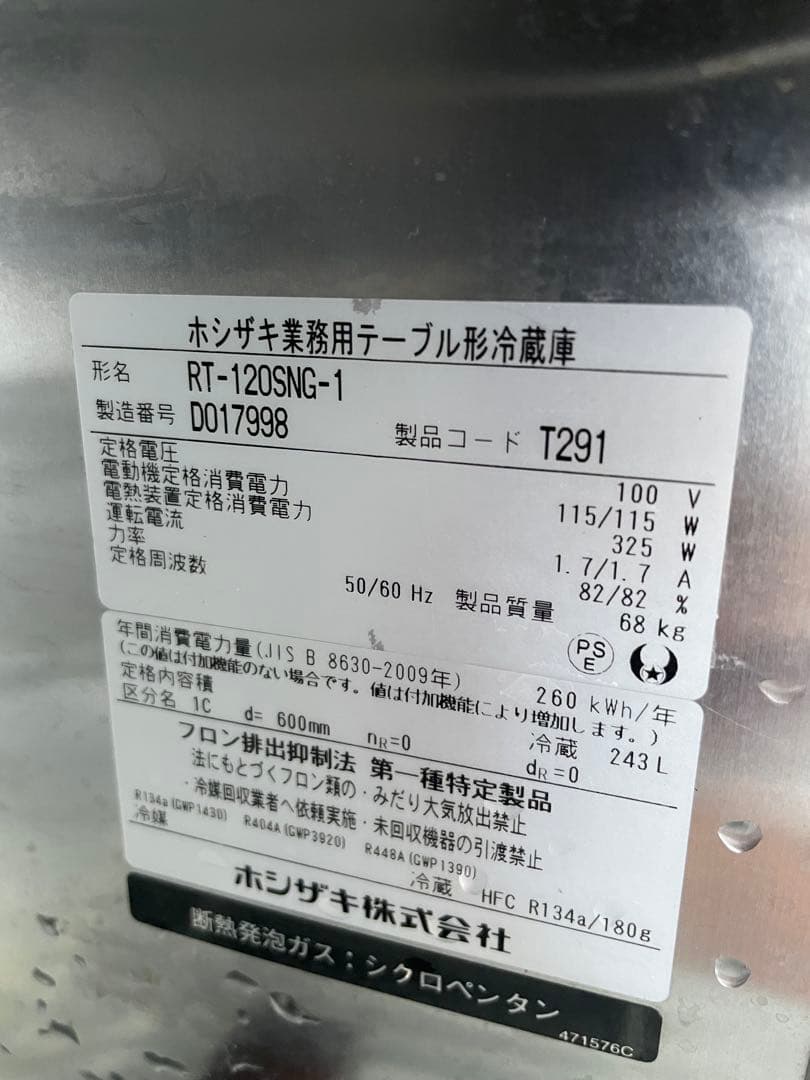 ホシザキ業務用テーブル形冷蔵庫
形名 RT-120SNG-1
製造番号 D017998 製品コード T291
定格電圧 100 V
電動機定格消費電力 115/115 W
電熱装置定格消費電力 325 W
運転電流 1.7/1.7 A
力率 82/82 %
定格周波数 50/60 Hz 製品質量 68 kg
PS
E
年間消費電力量(JIS B 8630-2009年) 260 kWh/年
(この値は付加機能のない場合です。値は付加機能により増加します。)
定格内容積 冷蔵 243 L
区分名 1C d= 600mm nR=0 dR=0
フロン排出抑制法 第一種特定製品
法にもとづくフロン類の・みだり大気放出禁止
・冷媒回収業者へ依頼実施・未回収機器の引渡禁止
R134a(GWP1430) R404A(GWP3920) R448A(GWP1390)
冷媒 冷蔵 HFC R134a/180g
ホシザキ株式会社
断熱発泡ガス:シクロペンタン
471576C